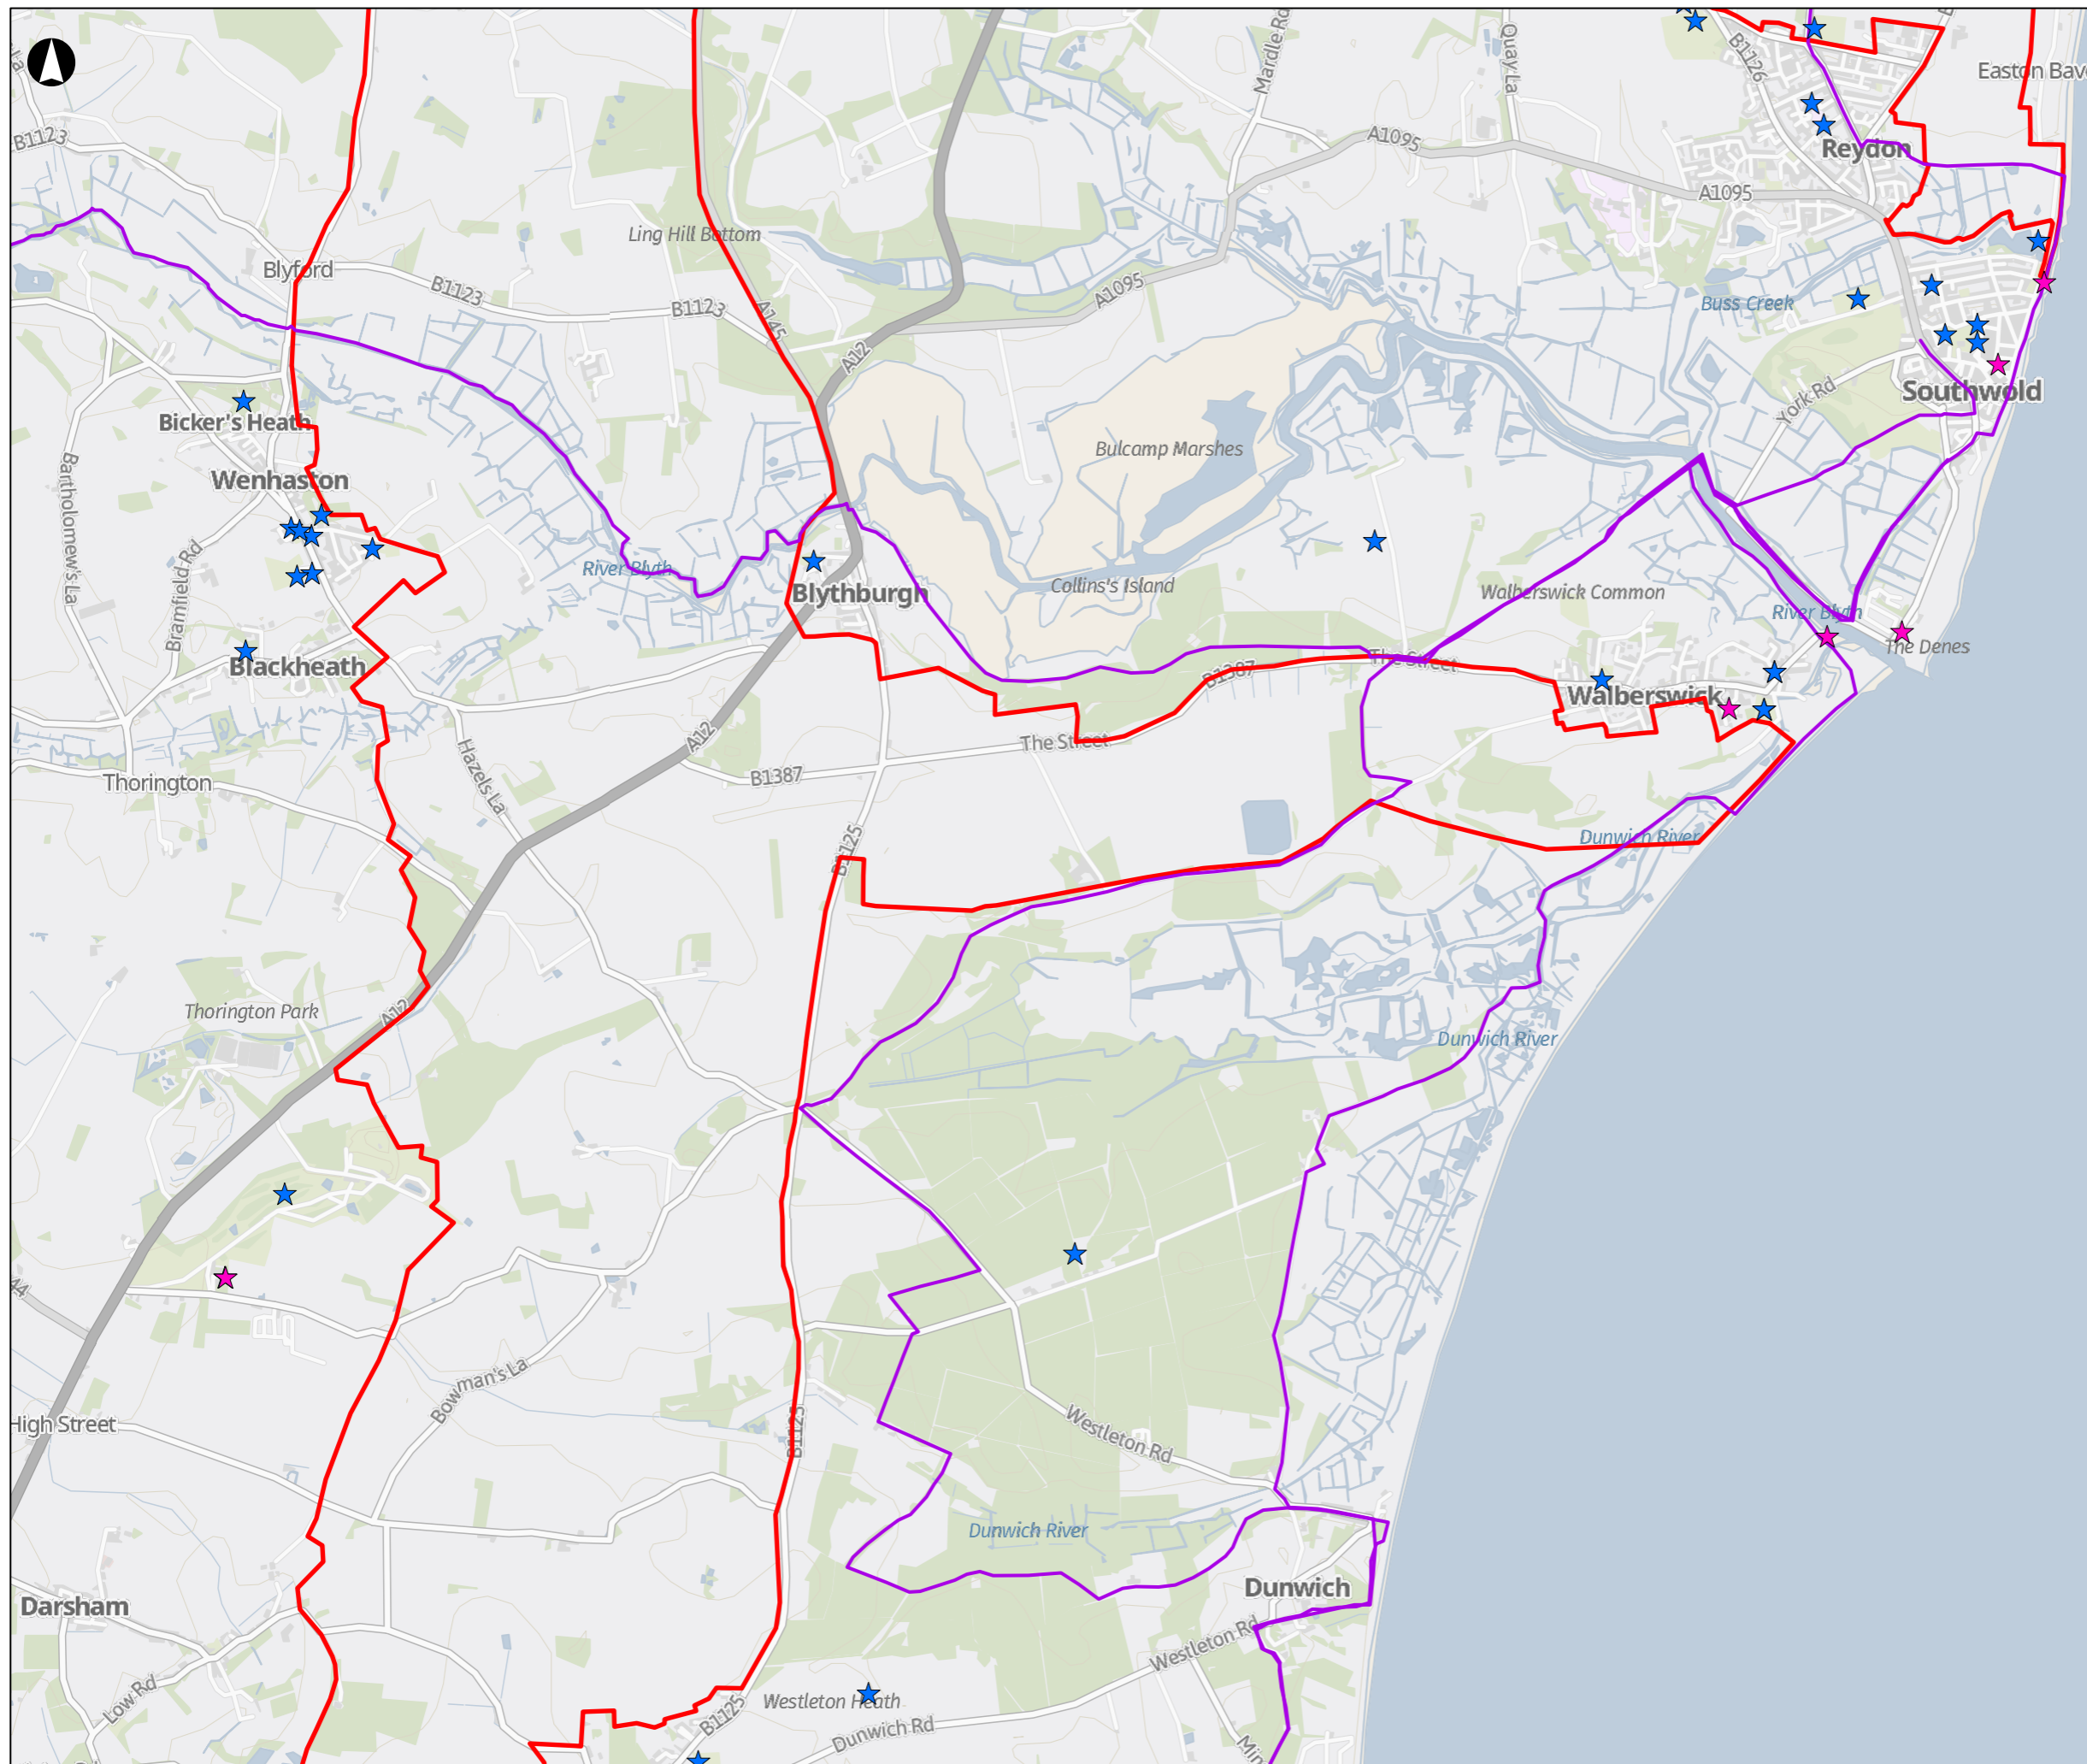 Mardle Rd
Quay La
B1126
Easton Bave
B1123
A1095
Reydon
A1095
Ling Hill Bottom
Blyford
B1123
B1123
A145
A1095
Buss Creek
A12
Southwold
York Rd
Bicker's Heath
Bulcamp Marshes
Wenhaston
Bartholomew's La
Bramfield Rd
River Blyth
Blythburgh
Collins's Island
Walberswick Common
River Blyth
The Denes
Blackheath
The Street
B1387
Walberswick
A12
The Street
B1387
Hazels La
Thorington
B1125
Dunwich River
Thorington Park
A12
Dunwich River
44
Bowman's La
High Street
B1125
Westleton Rd
Dunwich River
Dunwich
Darsham
Westleton Rd
Low Rd
Westleton Heath
B1125
Dunwich Rd
Min